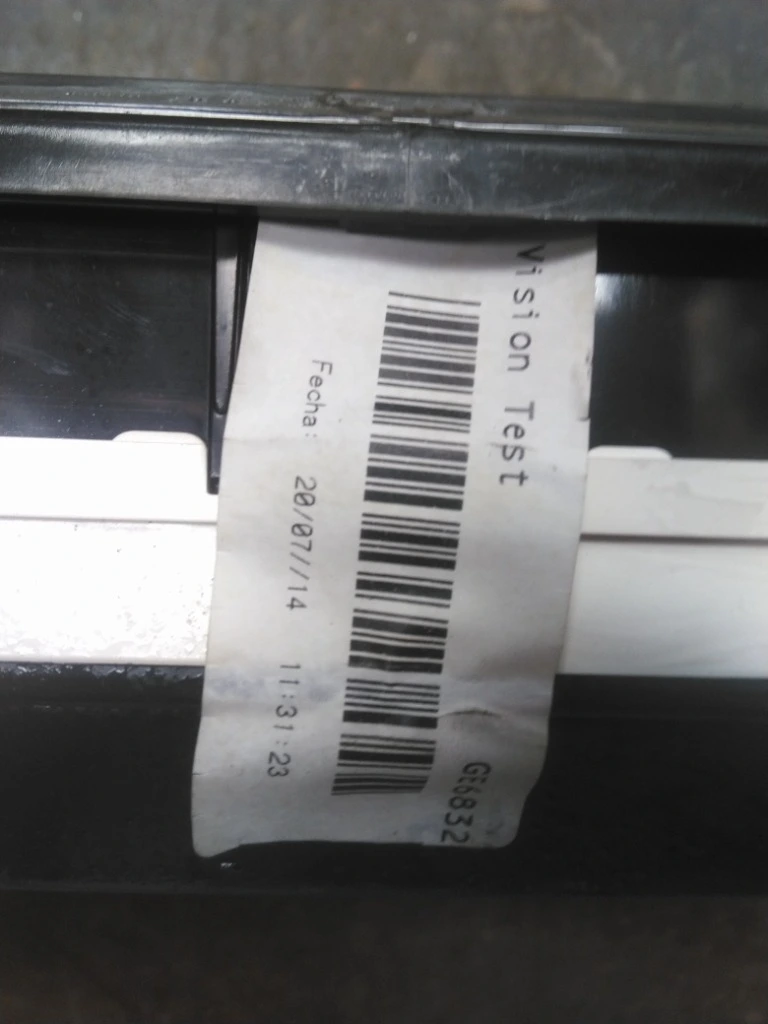 Vision Test
GE6832
Fecha: 20/07//14 11:31:23